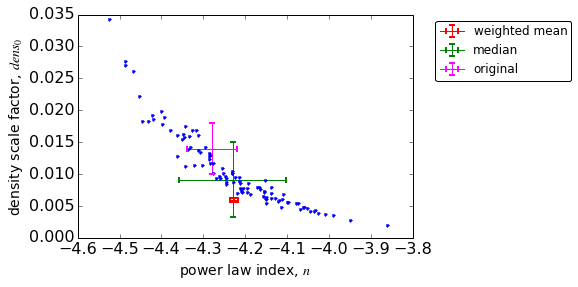 0.035
0.030
0.025
0.020
0.015
0.010
0.005
0.000
density scale factor, dens₀
−4.6 −4.5 −4.4 −4.3 −4.2 −4.1 −4.0 −3.9 −3.8
power law index, n
weighted mean
median
original